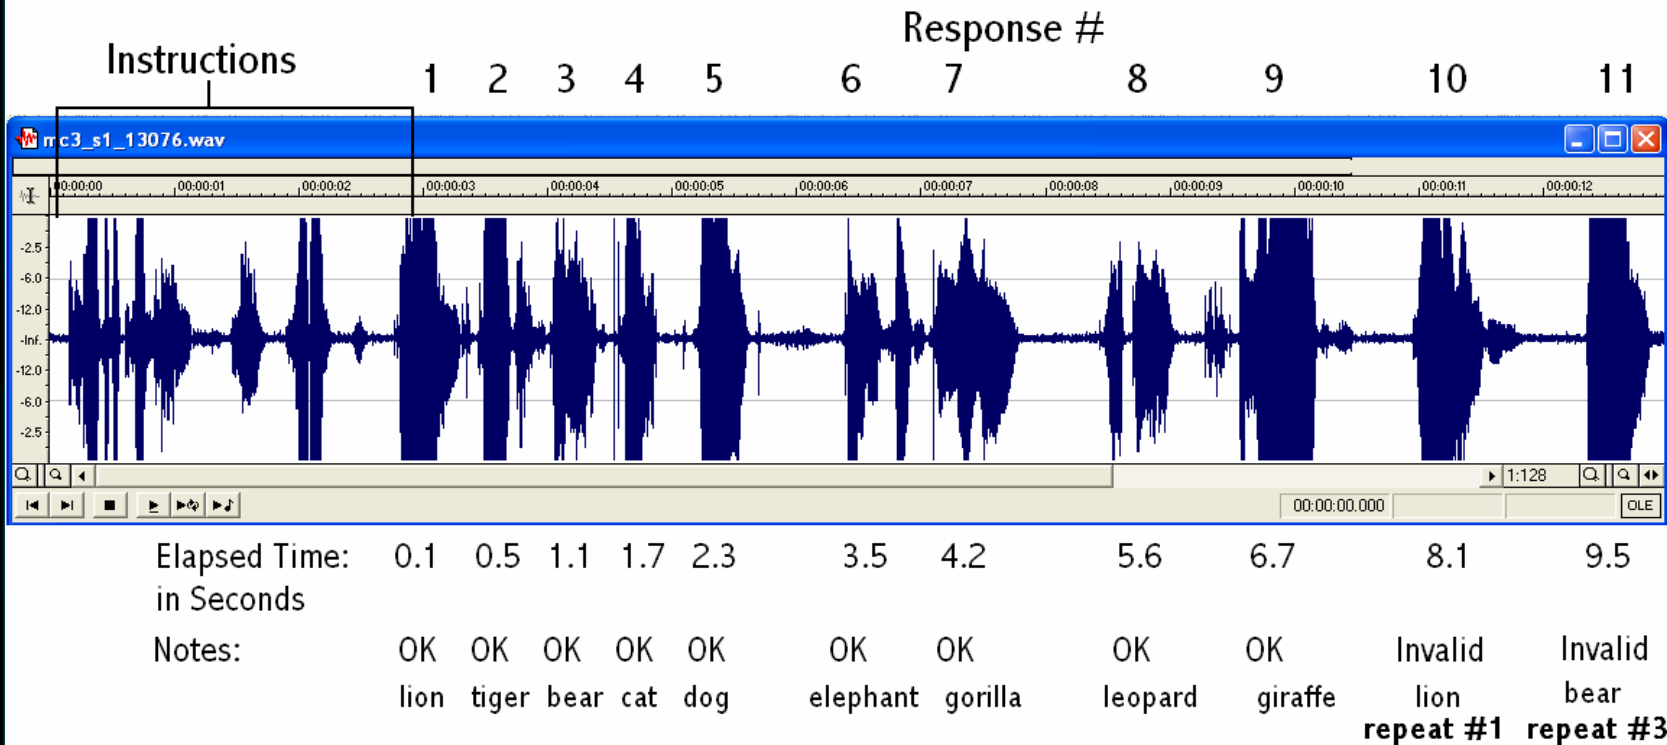 Response #
Instructions
1 2 3 4 5 6 7 8 9 10 11
mc3_s1_13076.wav
00:00:00 00:00:01 00:00:02 00:00:03 00:00:04 00:00:05 00:00:06 00:00:07 00:00:08 00:00:09 00:00:10 00:00:11 00:00:12
-2.5
-6.0
-12.0
-Inf.
-12.0
-6.0
-2.5
1:128
00:00:00.000
OLE
Elapsed Time: 0.1 0.5 1.1 1.7 2.3 3.5 4.2 5.6 6.7 8.1 9.5
in Seconds
Notes: OK OK OK OK OK OK OK OK OK Invalid Invalid
lion tiger bear cat dog elephant gorilla leopard giraffe lion bear
repeat #1 repeat #3